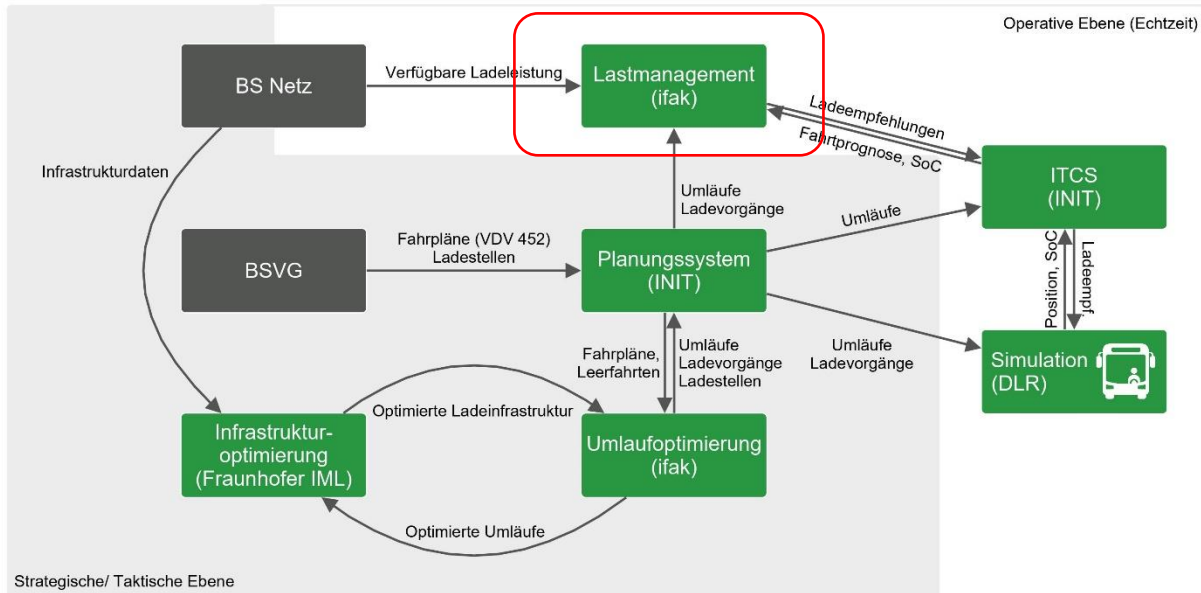 Operative Ebene (Echtzeit)
BS Netz
Verfügbare Ladeleistung
Lastmanagement
(ifak)
Ladeempfehlungen
Fahrtprognose, SoC
Infrastrukturdaten
ITCS
(INIT)
Umläufe
Ladevorgänge
Umläufe
BSVG
Fahrpläne (VDV 452)
Ladestellen
Planungssystem
(INIT)
Position, SoC
Ladeempf.
Fahrpläne,
Leerfahrten
Umläufe
Ladevorgänge
Ladestellen
Umläufe
Ladevorgänge
Simulation
(DLR)
Optimierte Ladeinfrastruktur
Infrastruktur-
optimierung
(Fraunhofer IML)
Umlaufoptimierung
(ifak)
Optimierte Umläufe
Strategische/ Taktische Ebene